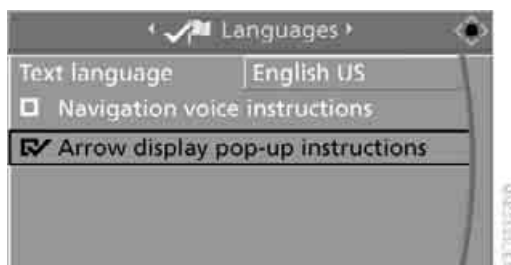 Languages
Text language English US
Navigation voice instructions
Arrow display pop-up instructions